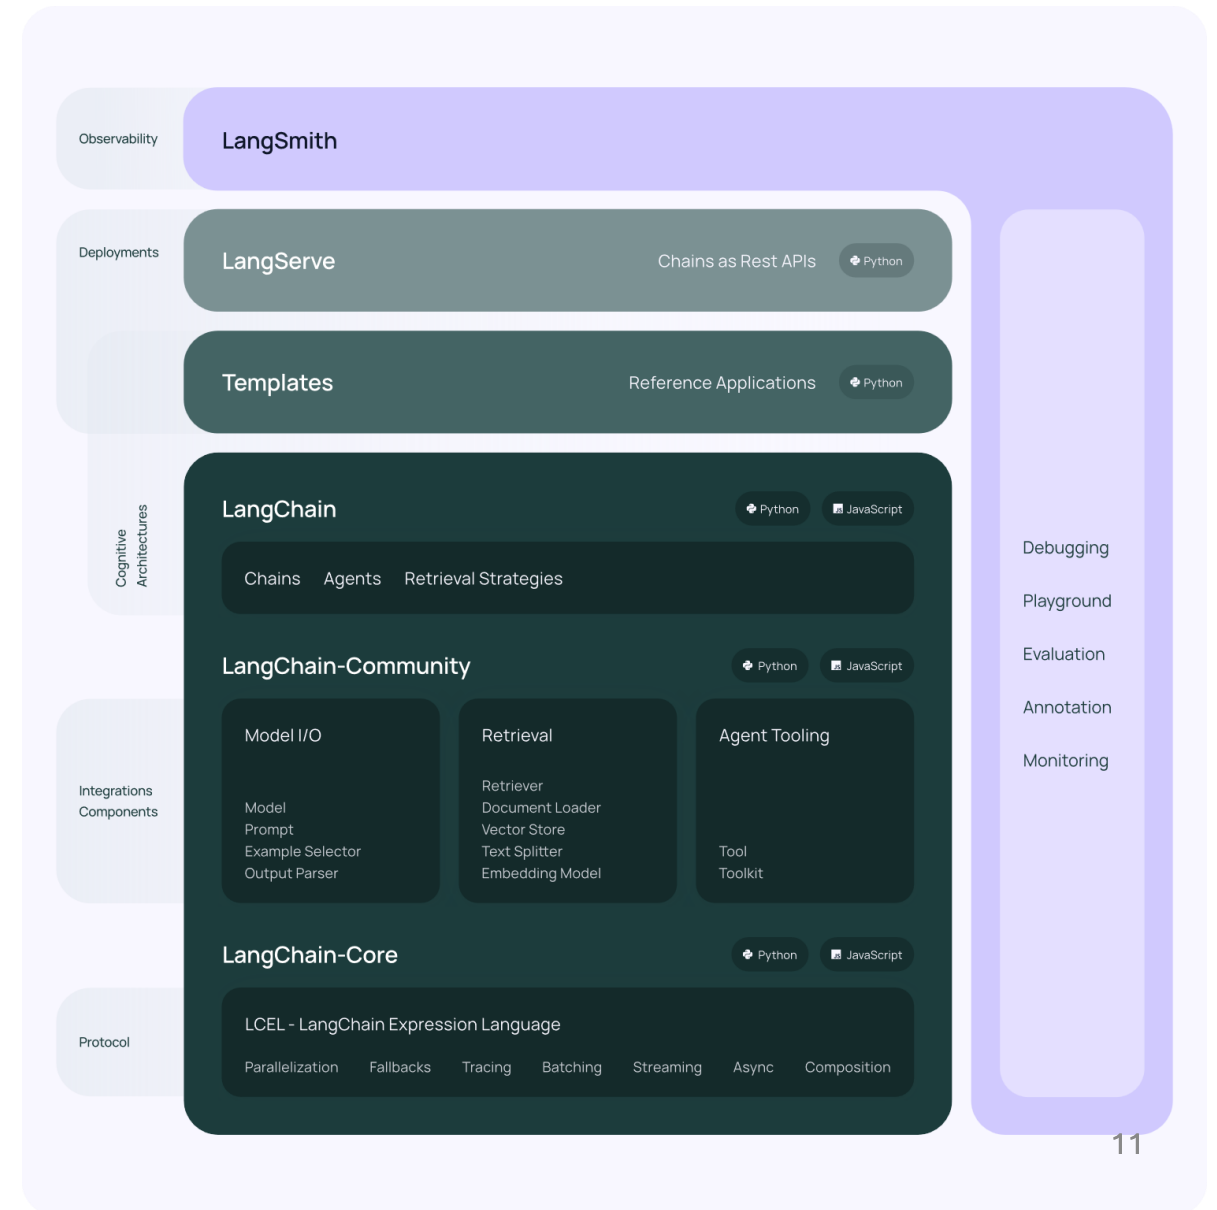 Observability
LangSmith
Deployments
LangServe
Chains as Rest APIs
Python
Templates
Reference Applications
Python
Cognitive
Architectures
LangChain
Python
JavaScript
Chains Agents Retrieval Strategies
LangChain-Community
Python
JavaScript
Integrations
Components
Model I/O
Model
Prompt
Example Selector
Output Parser
Retrieval
Retriever
Document Loader
Vector Store
Text Splitter
Embedding Model
Agent Tooling
Tool
Toolkit
LangChain-Core
Python
JavaScript
Protocol
LCEL - LangChain Expression Language
Parallelization Fallbacks Tracing Batching Streaming Async Composition
Debugging
Playground
Evaluation
Annotation
Monitoring
11